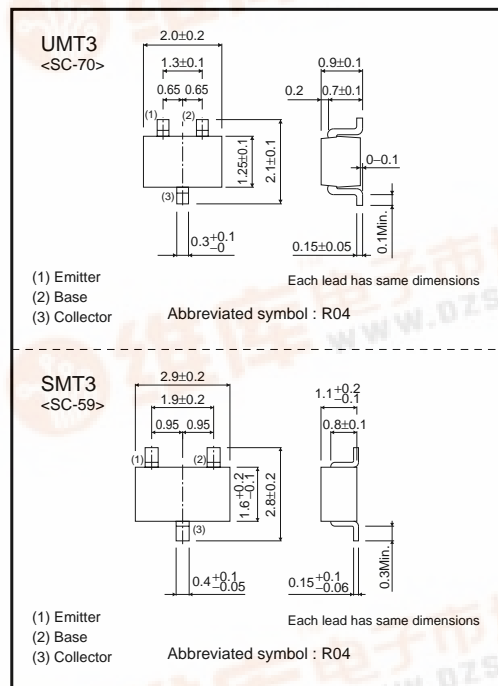 UMT3
<SC-70>
2.0±0.2
1.3±0.1
0.65 0.65
(1) (2)
(3)
1.25±0.1
2.1±0.1
0.3+0.1 −0
0.9±0.1
0.2 0.7±0.1
0−0.1
0.15±0.05
0.1Min.
(1) Emitter
(2) Base
(3) Collector
Each lead has same dimensions
Abbreviated symbol : R04
SMT3
<SC-59>
2.9±0.2
1.9±0.2
0.95 0.95
(1) (2)
(3)
1.6+0.2 −0.1
2.8±0.2
0.4+0.1 −0.05
1.1+0.2 −0.1
0.8±0.1
0.15+0.1 −0.06
0.3Min.
(1) Emitter
(2) Base
(3) Collector
Each lead has same dimensions
Abbreviated symbol : R04